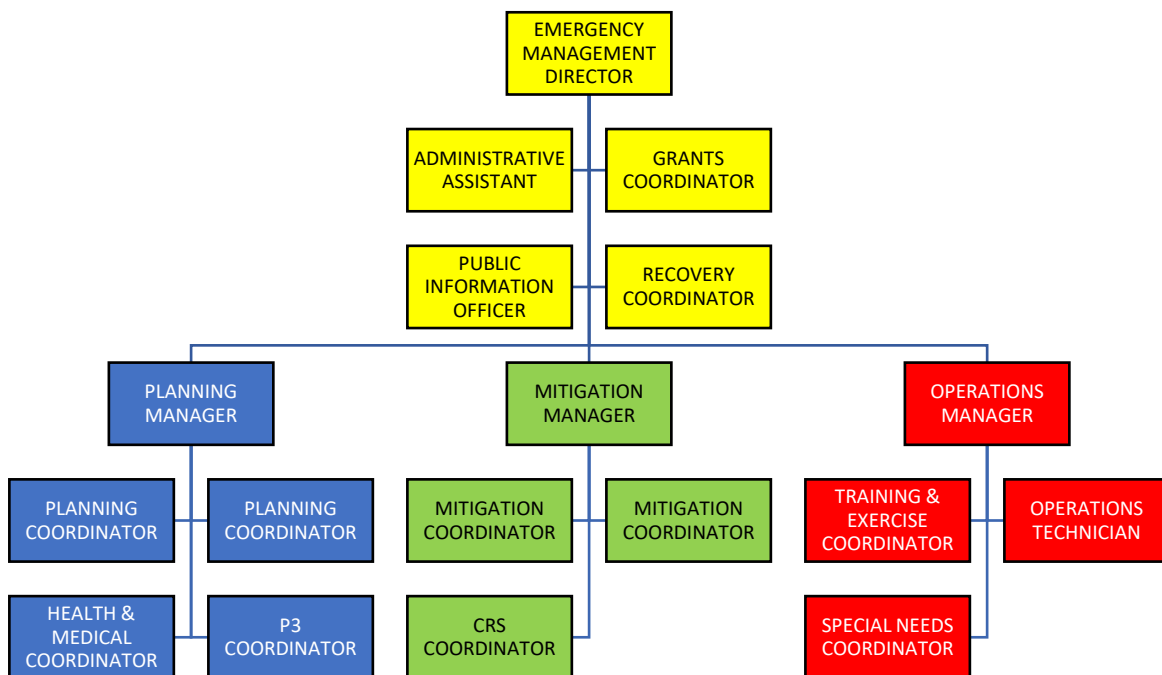 EMERGENCY
MANAGEMENT
DIRECTOR
ADMINISTRATIVE
ASSISTANT
GRANTS
COORDINATOR
PUBLIC
INFORMATION
OFFICER
RECOVERY
COORDINATOR
PLANNING
MANAGER
MITIGATION
MANAGER
OPERATIONS
MANAGER
PLANNING
COORDINATOR
PLANNING
COORDINATOR
MITIGATION
COORDINATOR
MITIGATION
COORDINATOR
TRAINING &
EXERCISE
COORDINATOR
OPERATIONS
TECHNICIAN
HEALTH &
MEDICAL
COORDINATOR
P3
COORDINATOR
CRS
COORDINATOR
SPECIAL NEEDS
COORDINATOR